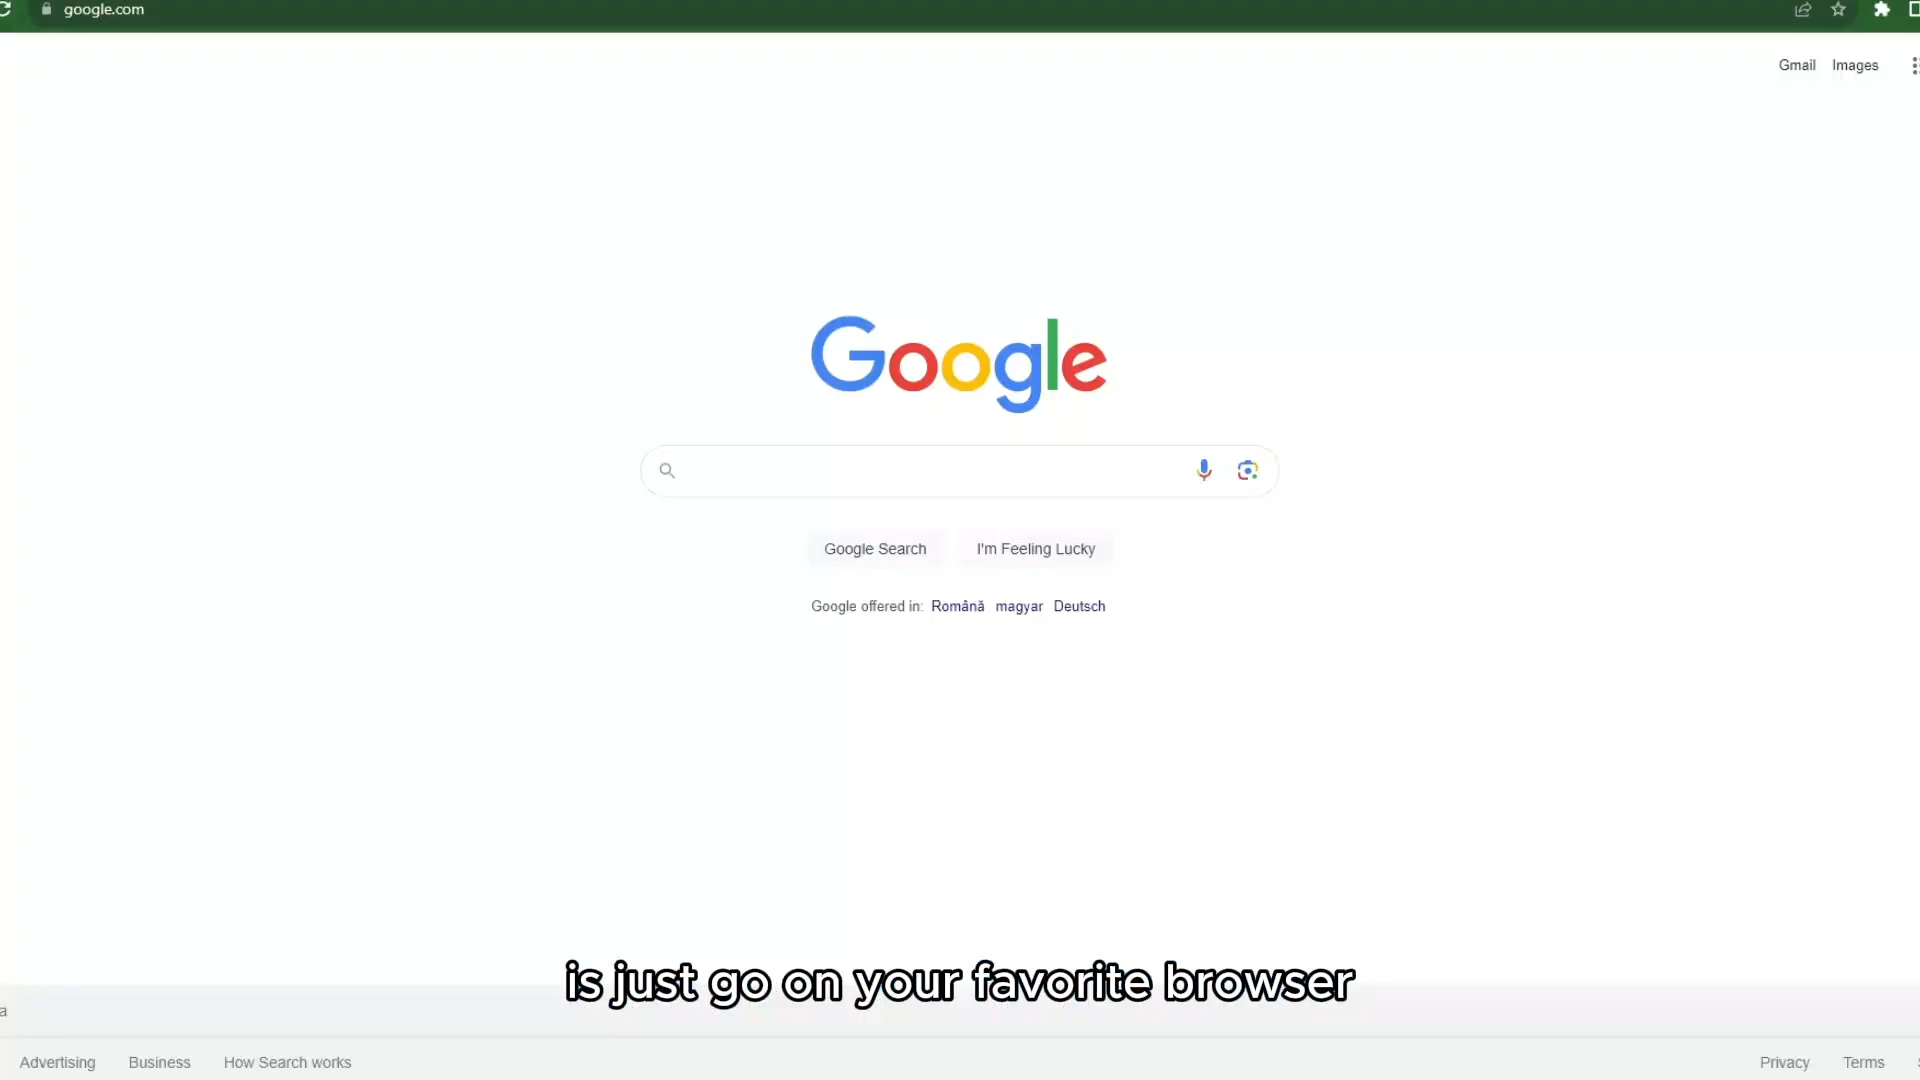 google.com
Gmail Images
Google
Google Search I'm Feeling Lucky
Google offered in: Română magyar Deutsch
is just go on your favorite browser
a
Advertising Business How Search works Privacy Terms